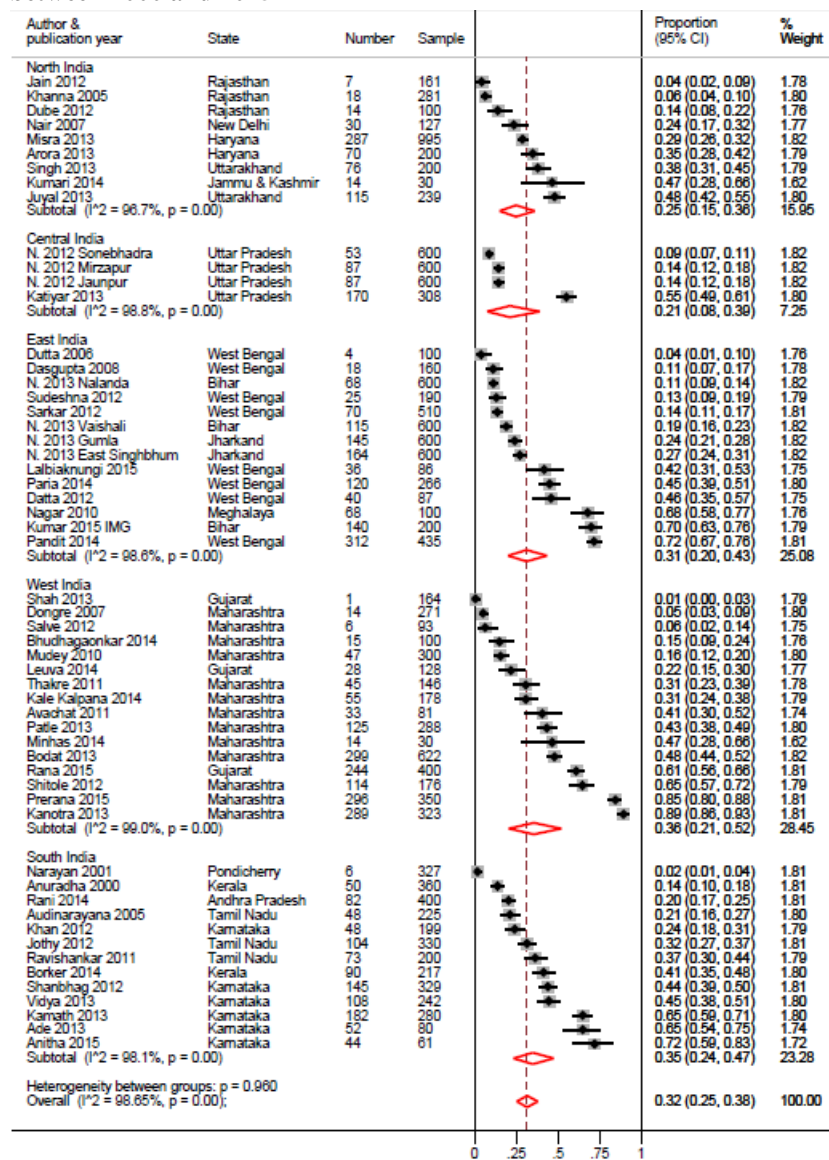 Author &
publication year State Number Sample Proportion (95% CI) % Weight
North India
Jain 2012 Rajasthan 7 161 0.04 (0.02, 0.09) 1.78
Khanna 2005 Rajasthan 18 281 0.06 (0.04, 0.10) 1.80
Dube 2012 Rajasthan 14 100 0.14 (0.08, 0.22) 1.76
Nair 2007 New Delhi 30 127 0.24 (0.17, 0.32) 1.77
Misra 2013 Haryana 287 995 0.29 (0.26, 0.32) 1.82
Arora 2013 Haryana 70 200 0.35 (0.28, 0.42) 1.79
Singh 2013 Uttarakhand 76 200 0.38 (0.31, 0.45) 1.79
Kumari 2014 Jammu & Kashmir 14 30 0.47 (0.28, 0.66) 1.62
Juyal 2013 Uttarakhand 115 239 0.48 (0.42, 0.55) 1.80
Subtotal (I^2 = 96.7%, p = 0.00) 0.25 (0.15, 0.36) 15.95
Central India
N. 2012 Sonebhadra Uttar Pradesh 53 600 0.09 (0.07, 0.11) 1.82
N. 2012 Mirzapur Uttar Pradesh 87 600 0.14 (0.12, 0.18) 1.82
N. 2012 Jaunpur Uttar Pradesh 87 600 0.14 (0.12, 0.18) 1.82
Katiyar 2013 Uttar Pradesh 170 308 0.55 (0.49, 0.61) 1.80
Subtotal (I^2 = 98.8%, p = 0.00) 0.21 (0.08, 0.39) 7.25
East India
Dutta 2006 West Bengal 4 100 0.04 (0.01, 0.10) 1.76
Dasgupta 2008 West Bengal 18 160 0.11 (0.07, 0.17) 1.78
N. 2013 Nalanda Bihar 68 600 0.11 (0.09, 0.14) 1.82
Sudeshna 2012 West Bengal 25 190 0.13 (0.09, 0.19) 1.79
Sarkar 2012 West Bengal 70 510 0.14 (0.11, 0.17) 1.81
N. 2013 Vaishali Bihar 115 600 0.19 (0.16, 0.23) 1.82
N. 2013 Gumla Jharkand 145 600 0.24 (0.21, 0.28) 1.82
N. 2013 East Singhbhum Jharkand 164 600 0.27 (0.24, 0.31) 1.82
Lalbiaknungi 2015 West Bengal 36 86 0.42 (0.31, 0.53) 1.75
Paria 2014 West Bengal 120 266 0.45 (0.39, 0.51) 1.80
Datta 2012 West Bengal 40 87 0.46 (0.35, 0.57) 1.75
Nagar 2010 Meghalaya 68 100 0.68 (0.58, 0.77) 1.76
Kumar 2015 IMG Bihar 140 200 0.70 (0.63, 0.76) 1.79
Pandit 2014 West Bengal 312 435 0.72 (0.67, 0.76) 1.81
Subtotal (I^2 = 98.6%, p = 0.00) 0.31 (0.20, 0.43) 25.08
West India
Shah 2013 Gujarat 1 164 0.01 (0.00, 0.03) 1.79
Dongre 2007 Maharashtra 14 271 0.05 (0.03, 0.09) 1.80
Salve 2012 Maharashtra 6 93 0.06 (0.02, 0.14) 1.75
Bhudhagaonkar 2014 Maharashtra 15 100 0.15 (0.09, 0.24) 1.76
Mudey 2010 Maharashtra 47 300 0.16 (0.12, 0.20) 1.80
Leuva 2014 Gujarat 28 128 0.22 (0.15, 0.30) 1.77
Thakre 2011 Maharashtra 45 146 0.31 (0.23, 0.39) 1.78
Kale Kalpana 2014 Maharashtra 55 178 0.31 (0.24, 0.38) 1.79
Avachat 2011 Maharashtra 33 81 0.41 (0.30, 0.52) 1.74
Patle 2013 Maharashtra 125 288 0.43 (0.38, 0.49) 1.80
Minhas 2014 Maharashtra 14 30 0.47 (0.28, 0.66) 1.62
Bodat 2013 Maharashtra 299 622 0.48 (0.44, 0.52) 1.82
Rana 2015 Gujarat 244 400 0.61 (0.56, 0.66) 1.81
Shitole 2012 Maharashtra 114 176 0.65 (0.57, 0.72) 1.79
Prerana 2015 Maharashtra 296 350 0.85 (0.80, 0.88) 1.81
Kanotra 2013 Maharashtra 289 323 0.89 (0.86, 0.93) 1.81
Subtotal (I^2 = 99.0%, p = 0.00) 0.36 (0.21, 0.52) 28.45
South India
Narayan 2001 Pondicherry 6 327 0.02 (0.01, 0.04) 1.81
Anuradha 2000 Kerala 50 360 0.14 (0.10, 0.18) 1.81
Rani 2014 Andhra Pradesh 82 400 0.20 (0.17, 0.25) 1.81
Audinarayana 2005 Tamil Nadu 48 225 0.21 (0.16, 0.27) 1.80
Khan 2012 Karnataka 48 199 0.24 (0.18, 0.31) 1.79
Jothy 2012 Tamil Nadu 104 330 0.32 (0.27, 0.37) 1.81
Ravishankar 2011 Tamil Nadu 73 200 0.37 (0.30, 0.44) 1.79
Borker 2014 Kerala 90 217 0.41 (0.35, 0.48) 1.80
Shanbhag 2012 Karnataka 145 329 0.44 (0.39, 0.50) 1.81
Vidya 2013 Karnataka 108 242 0.45 (0.38, 0.51) 1.80
Kamath 2013 Karnataka 182 280 0.65 (0.59, 0.71) 1.80
Ade 2013 Karnataka 52 80 0.65 (0.54, 0.75) 1.74
Anitha 2015 Karnataka 44 61 0.72 (0.59, 0.83) 1.72
Subtotal (I^2 = 98.1%, p = 0.00) 0.35 (0.24, 0.47) 23.28
Heterogeneity between groups: p = 0.960
Overall (I^2 = 98.65%, p = 0.00); 0.32 (0.25, 0.38) 100.00
0 .25 .5 .75 1